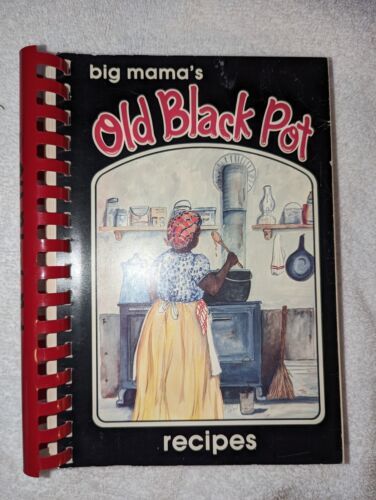 big mama's
Old Black Pot
recipes